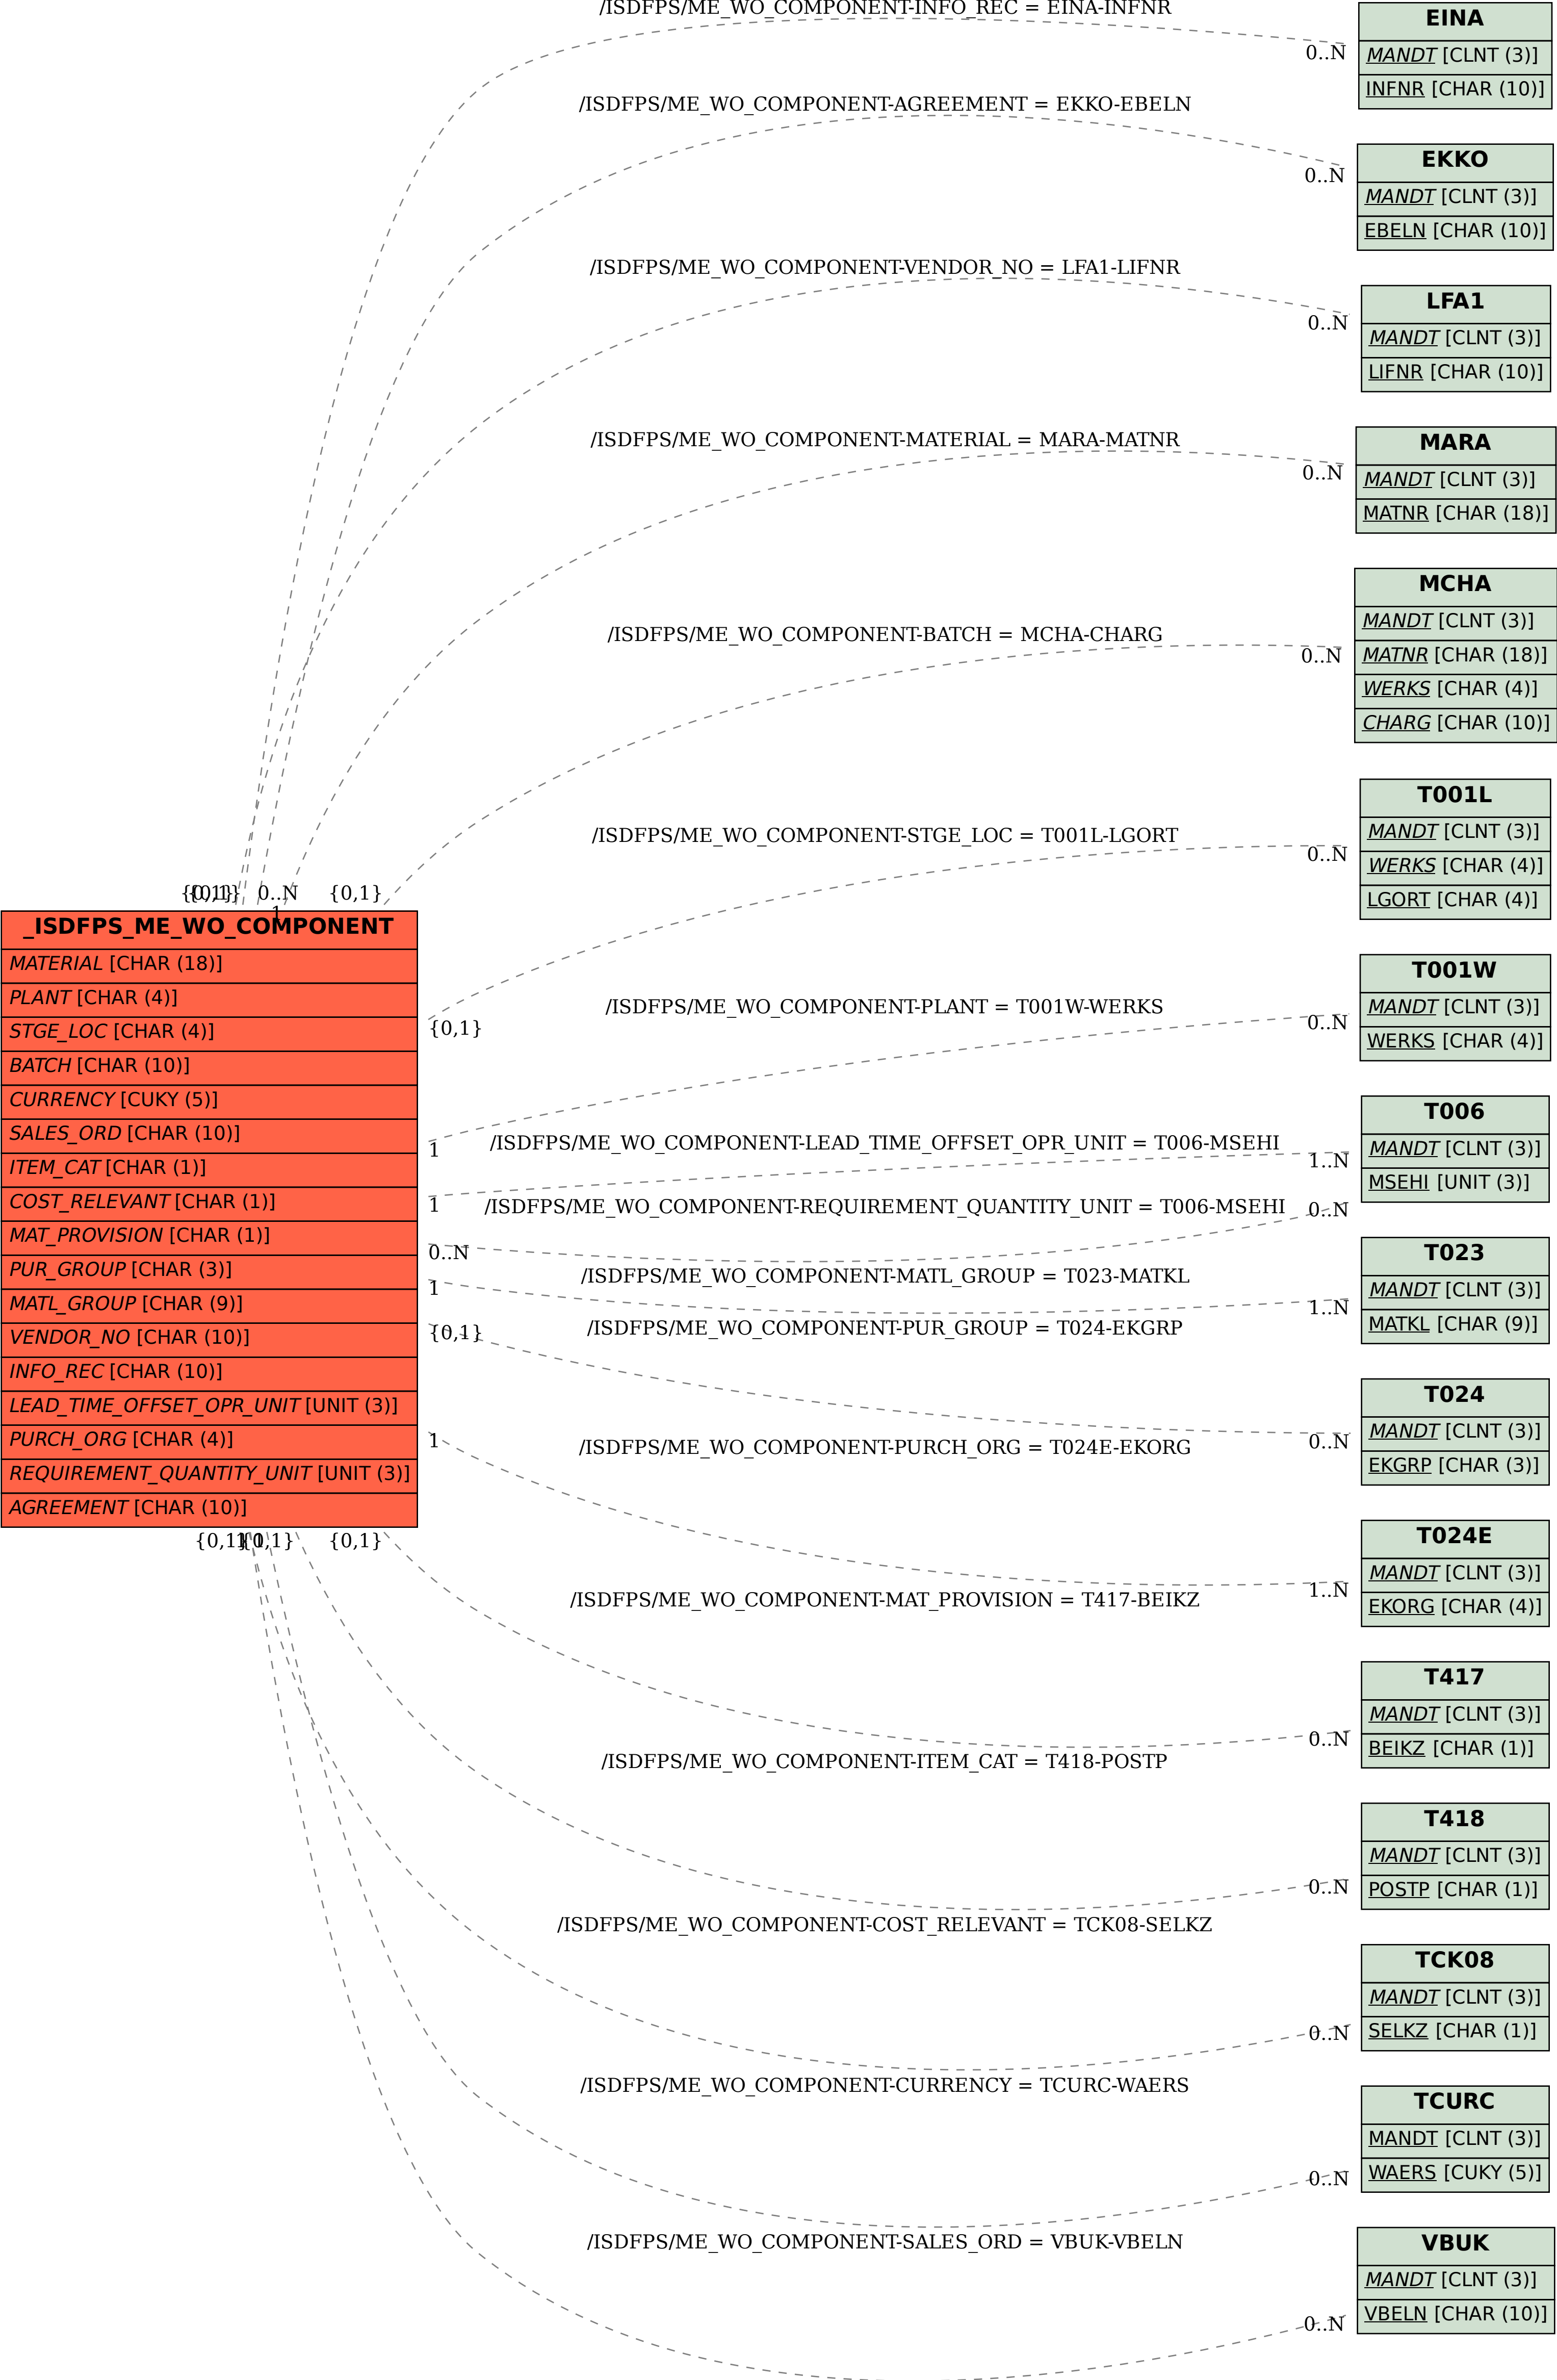 /ISDFPS/ME_WO_COMPONENT-INFO_REC = EINA-INFNR
0..N
EINA
MANDT [CLNT (3)]
INFNR [CHAR (10)]
/ISDFPS/ME_WO_COMPONENT-AGREEMENT = EKKO-EBELN
0..N
EKKO
MANDT [CLNT (3)]
EBELN [CHAR (10)]
/ISDFPS/ME_WO_COMPONENT-VENDOR_NO = LFA1-LIFNR
0..N
LFA1
MANDT [CLNT (3)]
LIFNR [CHAR (10)]
/ISDFPS/ME_WO_COMPONENT-MATERIAL = MARA-MATNR
0..N
MARA
MANDT [CLNT (3)]
MATNR [CHAR (18)]
/ISDFPS/ME_WO_COMPONENT-BATCH = MCHA-CHARG
0..N
MCHA
MANDT [CLNT (3)]
MATNR [CHAR (18)]
WERKS [CHAR (4)]
CHARG [CHAR (10)]
/ISDFPS/ME_WO_COMPONENT-STGE_LOC = T001L-LGORT
0..N
T001L
MANDT [CLNT (3)]
WERKS [CHAR (4)]
LGORT [CHAR (4)]
{0,1}
0..N
{0,1}
1
_ISDFPS_ME_WO_COMPONENT
MATERIAL [CHAR (18)]
PLANT [CHAR (4)]
STGE_LOC [CHAR (4)]
BATCH [CHAR (10)]
CURRENCY [CUKY (5)]
SALES_ORD [CHAR (10)]
ITEM_CAT [CHAR (1)]
COST_RELEVANT [CHAR (1)]
MAT_PROVISION [CHAR (1)]
PUR_GROUP [CHAR (3)]
MATL_GROUP [CHAR (9)]
VENDOR_NO [CHAR (10)]
INFO_REC [CHAR (10)]
LEAD_TIME_OFFSET_OPR_UNIT [UNIT (3)]
PURCH_ORG [CHAR (4)]
REQUIREMENT_QUANTITY_UNIT [UNIT (3)]
AGREEMENT [CHAR (10)]
{0,1}
/ISDFPS/ME_WO_COMPONENT-PLANT = T001W-WERKS
0..N
T001W
MANDT [CLNT (3)]
WERKS [CHAR (4)]
1
/ISDFPS/ME_WO_COMPONENT-LEAD_TIME_OFFSET_OPR_UNIT = T006-MSEHI
1..N
T006
MANDT [CLNT (3)]
MSEHI [UNIT (3)]
1
/ISDFPS/ME_WO_COMPONENT-REQUIREMENT_QUANTITY_UNIT = T006-MSEHI
0..N
0..N
/ISDFPS/ME_WO_COMPONENT-MATL_GROUP = T023-MATKL
1
1..N
T023
MANDT [CLNT (3)]
MATKL [CHAR (9)]
{0,1}
/ISDFPS/ME_WO_COMPONENT-PUR_GROUP = T024-EKGRP
0..N
T024
MANDT [CLNT (3)]
EKGRP [CHAR (3)]
1
/ISDFPS/ME_WO_COMPONENT-PURCH_ORG = T024E-EKORG
1..N
T024E
MANDT [CLNT (3)]
EKORG [CHAR (4)]
{0,1}
{0,1}
{0,1}
/ISDFPS/ME_WO_COMPONENT-MAT_PROVISION = T417-BEIKZ
0..N
T417
MANDT [CLNT (3)]
BEIKZ [CHAR (1)]
/ISDFPS/ME_WO_COMPONENT-ITEM_CAT = T418-POSTP
0..N
T418
MANDT [CLNT (3)]
POSTP [CHAR (1)]
/ISDFPS/ME_WO_COMPONENT-COST_RELEVANT = TCK08-SELKZ
0..N
TCK08
MANDT [CLNT (3)]
SELKZ [CHAR (1)]
/ISDFPS/ME_WO_COMPONENT-CURRENCY = TCURC-WAERS
0..N
TCURC
MANDT [CLNT (3)]
WAERS [CUKY (5)]
/ISDFPS/ME_WO_COMPONENT-SALES_ORD = VBUK-VBELN
0..N
VBUK
MANDT [CLNT (3)]
VBELN [CHAR (10)]